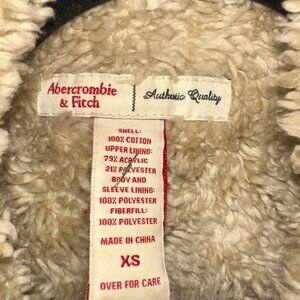 Abercrombie
& Fitch
Authentic Quality
SHELL:
100% COTTON
UPPER LINING:
79% ACRYLIC
21% POLYESTER
BODY AND
SLEEVE LINING:
100% POLYESTER
FIBERFILL:
100% POLYESTER
MADE IN CHINA
XS
OVER FOR CARE